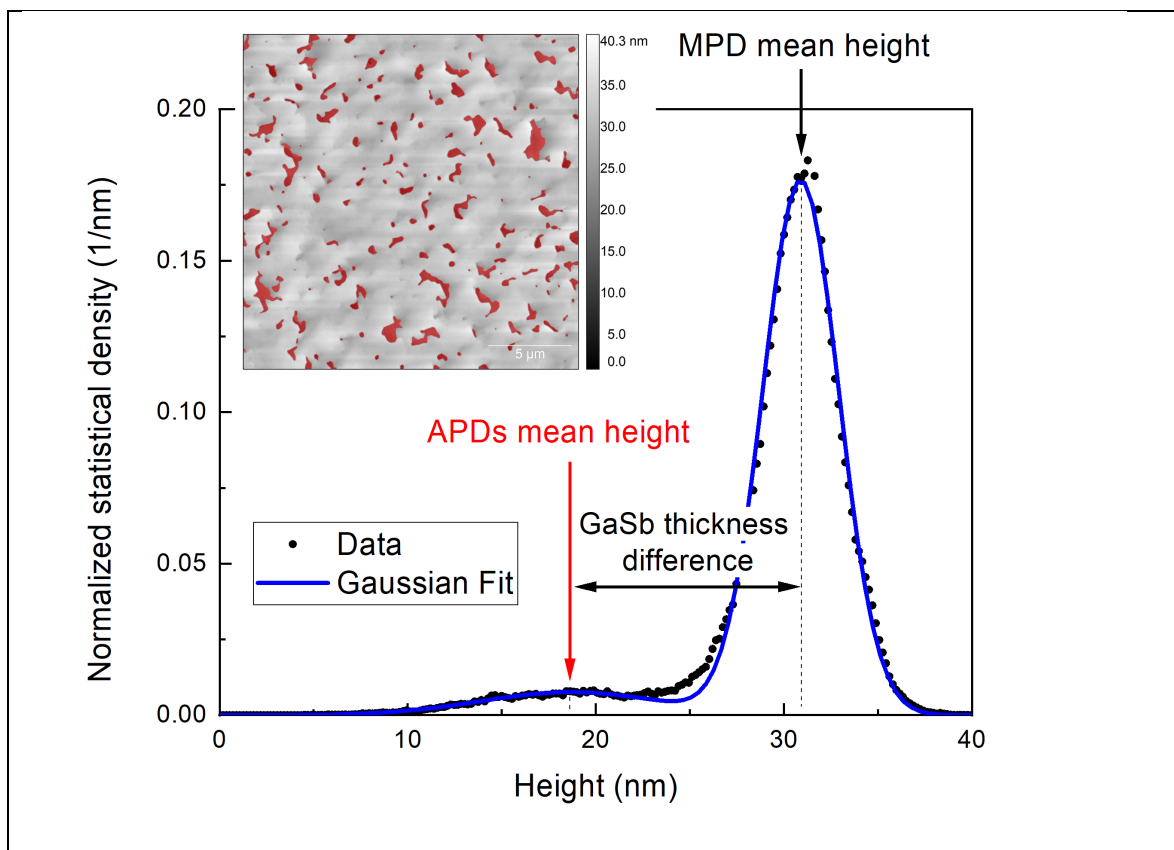 40.3 nm
35.0
30.0
25.0
20.0
15.0
10.0
5.0
0.0
5 µm
MPD mean height
0.20
0.15
0.10
0.05
0.00
Normalized statistical density (1/nm)
APDs mean height
GaSb thickness
difference
Data
Gaussian Fit
0
10
20
30
40
Height (nm)